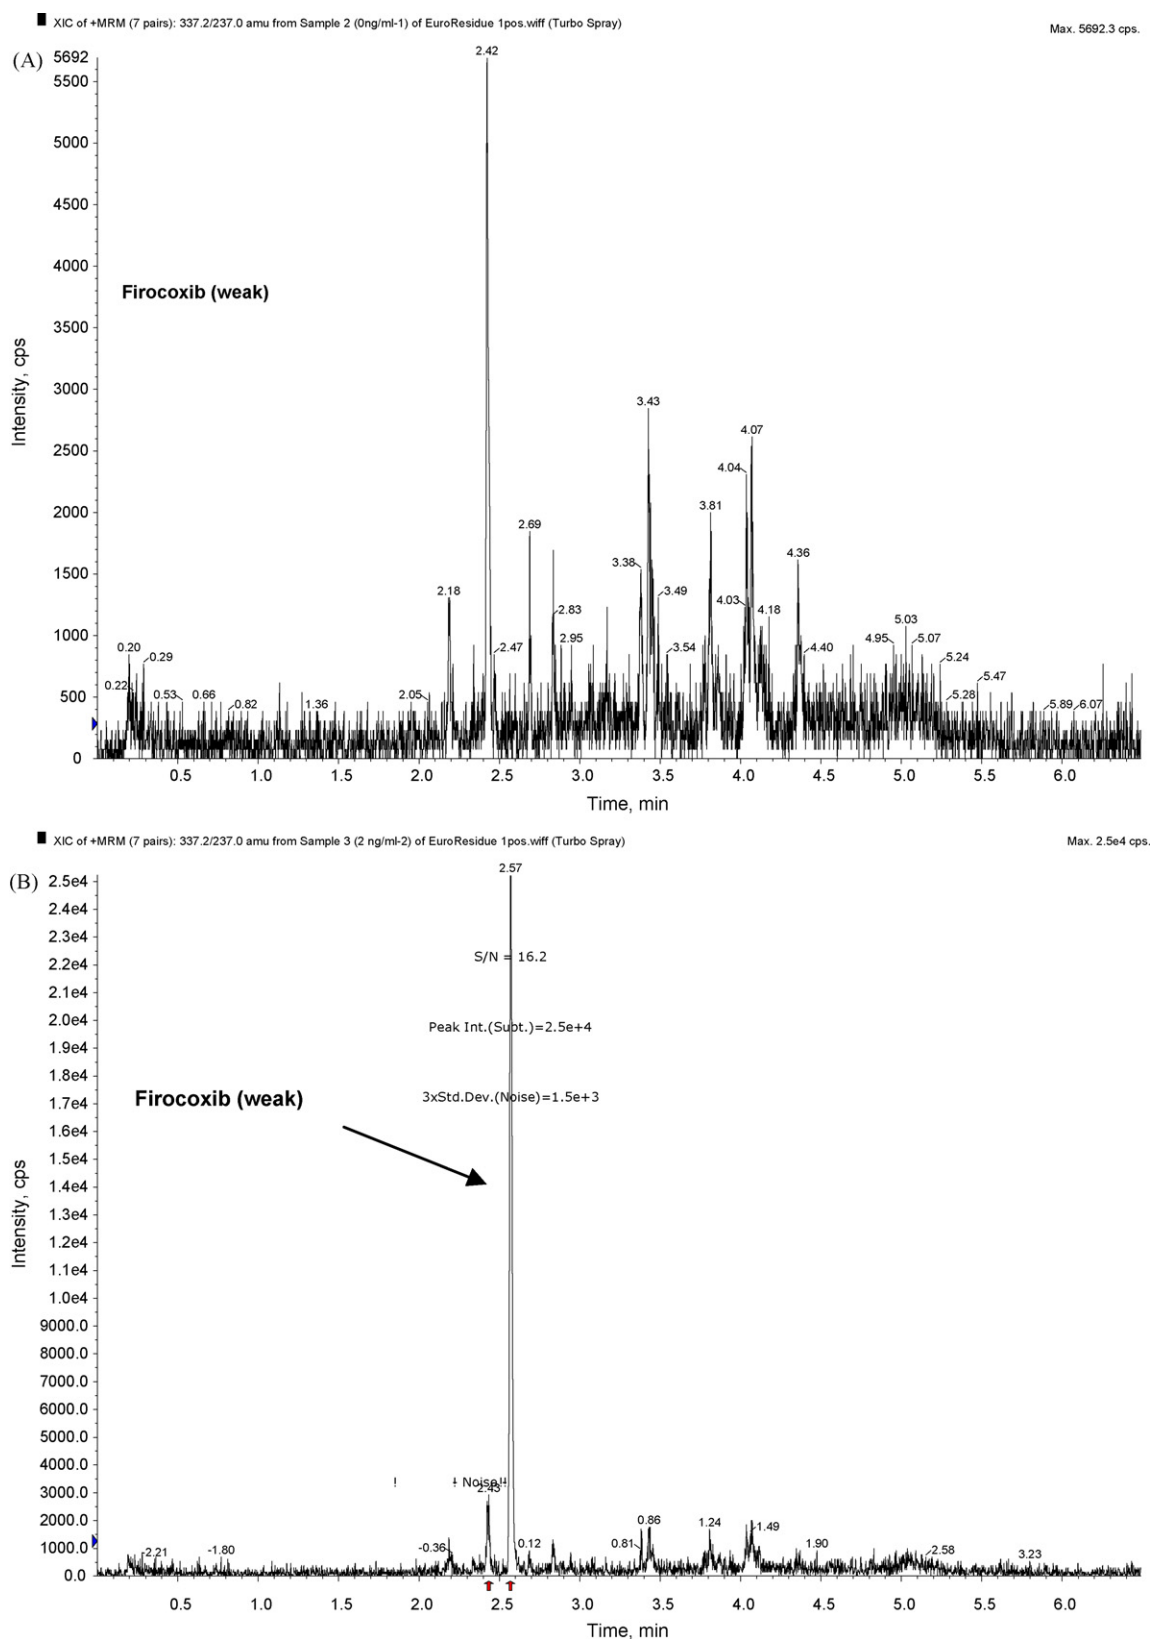 XIC of +MRM (7 pairs): 337.2/237.0 amu from Sample 2 (0ng/ml-1) of EuroResidue 1pos.wiff (Turbo Spray)
Max. 5692.3 cps.
(A)
5692
5500
5000
4500
4000
3500
3000
2500
2000
1500
1000
500
0
Intensity, cps
Firocoxib (weak)
2.42
3.43
4.07
4.04
3.81
2.69
3.38
4.36
2.18
2.83
3.49
4.03
4.18
2.47
2.95
3.54
4.40
4.95
5.03
5.07
5.24
5.28
5.47
5.89
6.07
0.20
0.29
0.22
0.53
0.66
0.82
1.36
2.05
0.5 1.0 1.5 2.0 2.5 3.0 3.5 4.0 4.5 5.0 5.5 6.0
Time, min
XIC of +MRM (7 pairs): 337.2/237.0 amu from Sample 3 (2 ng/ml-2) of EuroResidue 1pos.wiff (Turbo Spray)
Max. 2.5e4 cps.
(B)
2.5e4
2.4e4
2.3e4
2.2e4
2.1e4
2.0e4
1.9e4
1.8e4
1.7e4
1.6e4
1.5e4
1.4e4
1.3e4
1.2e4
1.1e4
1.0e4
9000.0
8000.0
7000.0
6000.0
5000.0
4000.0
3000.0
2000.0
1000.0
0.0
Intensity, cps
2.57
S/N = 16.2
Peak Int.(Subt.)=2.5e+4
3xStd.Dev.(Noise)=1.5e+3
Firocoxib (weak)
Noise
2.43
-2.21
-1.80
-0.36
0.12
0.81
0.86
1.24
1.49
1.90
2.58
3.23
0.5 1.0 1.5 2.0 2.5 3.0 3.5 4.0 4.5 5.0 5.5 6.0
Time, min